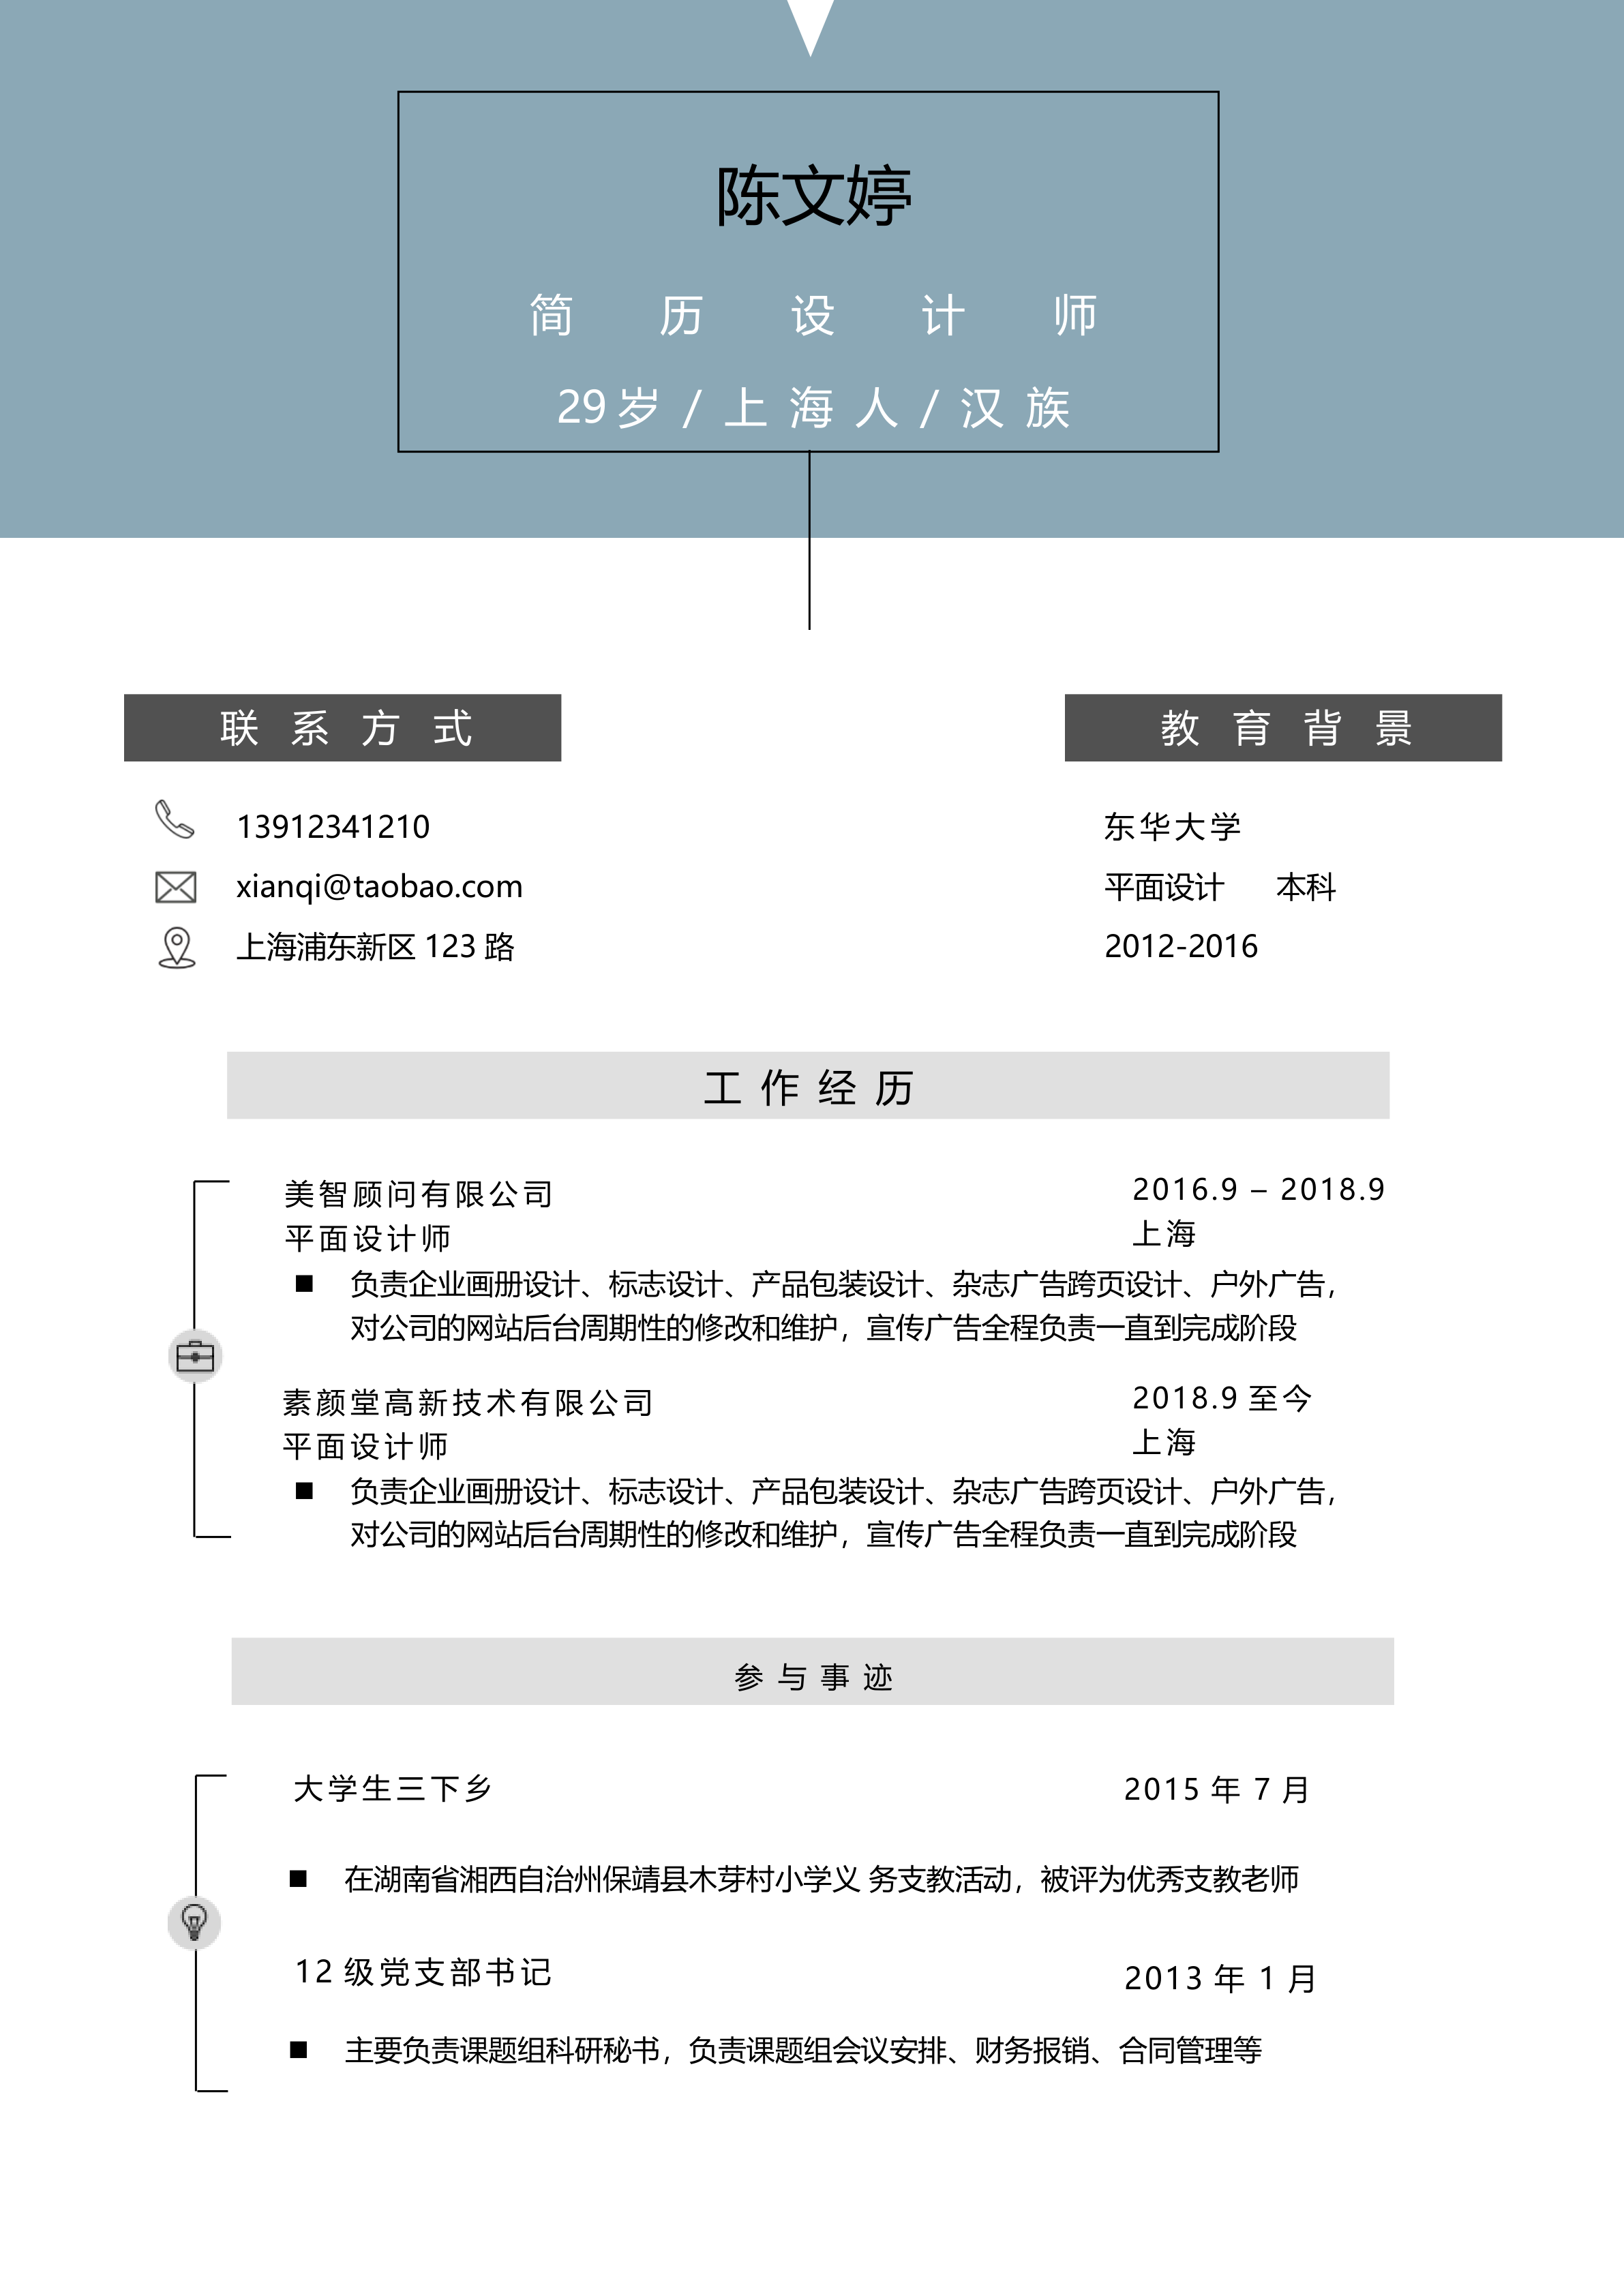 陈文婷
简历设计师
29岁/上海人/汉族
联系方式
13912341210
xianqi@taobao.com
上海浦东新区 123 路
教育背景
东华大学
平面设计 本科
2012-2016
工作经历
美智顾问有限公司
2016.9 – 2018.9
平面设计师
上海
■ 负责企业画册设计、标志设计、产品包装设计、杂志广告跨页设计、户外广告，
对公司的网站后台周期性的修改和维护，宣传广告全程负责一直到完成阶段
素颜堂高新技术有限公司
2018.9 至今
平面设计师
上海
■ 负责企业画册设计、标志设计、产品包装设计、杂志广告跨页设计、户外广告，
对公司的网站后台周期性的修改和维护，宣传广告全程负责一直到完成阶段
参与事迹
大学生三下乡
2015 年 7 月
■ 在湖南省湘西自治州保靖县木芽村小学义 务支教活动，被评为优秀支教老师
12 级党支部书记
2013 年 1 月
■ 主要负责课题组科研秘书，负责课题组会议安排、财务报销、合同管理等